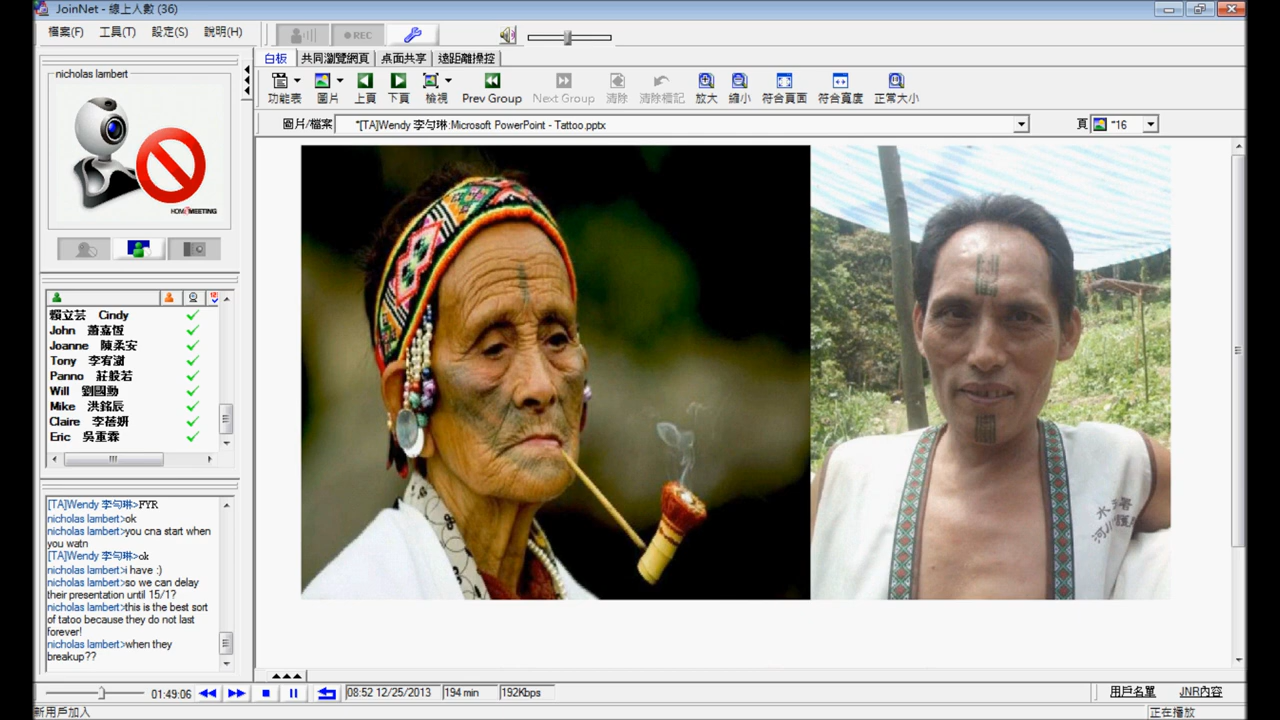 JoinNet - 線上人數 (36)
檔案(F) 工具(T) 設定(S) 說明(H)
REC
nicholas lambert
HOMEMEETING
白板 共同瀏覽網頁 桌面共享 遠距離操控
功能表 圖片 上頁 下頁 檢視 Prev Group Next Group 清除 清除標記 放大 縮小 符合頁面 符合寬度 正常大小
圖片/檔案 *[TA]Wendy 李勻琳:Microsoft PowerPoint - Tattoo.pptx 頁 *16
賴立芸 Cindy
John 蕭嘉恆
Joanne 陳柔安
Tony 李宥澍
Panno 莊般若
Will 劉國勳
Mike 洪銘辰
Claire 李蓓妍
Eric 吳重霖
[TA]Wendy 李勻琳>FYR
nicholas lambert>ok
nicholas lambert>you cna start when
you watn
[TA]Wendy 李勻琳>ok
nicholas lambert>i have :)
nicholas lambert>so we can delay
their presentation until 15/1?
nicholas lambert>this is the best sort
of tatoo because they do not last
forever!
nicholas lambert>when they
breakup??
01:49:06 08:52 12/25/2013 194 min 192Kbps 用戶名單 JNR內容
新用戶加入 正在播放